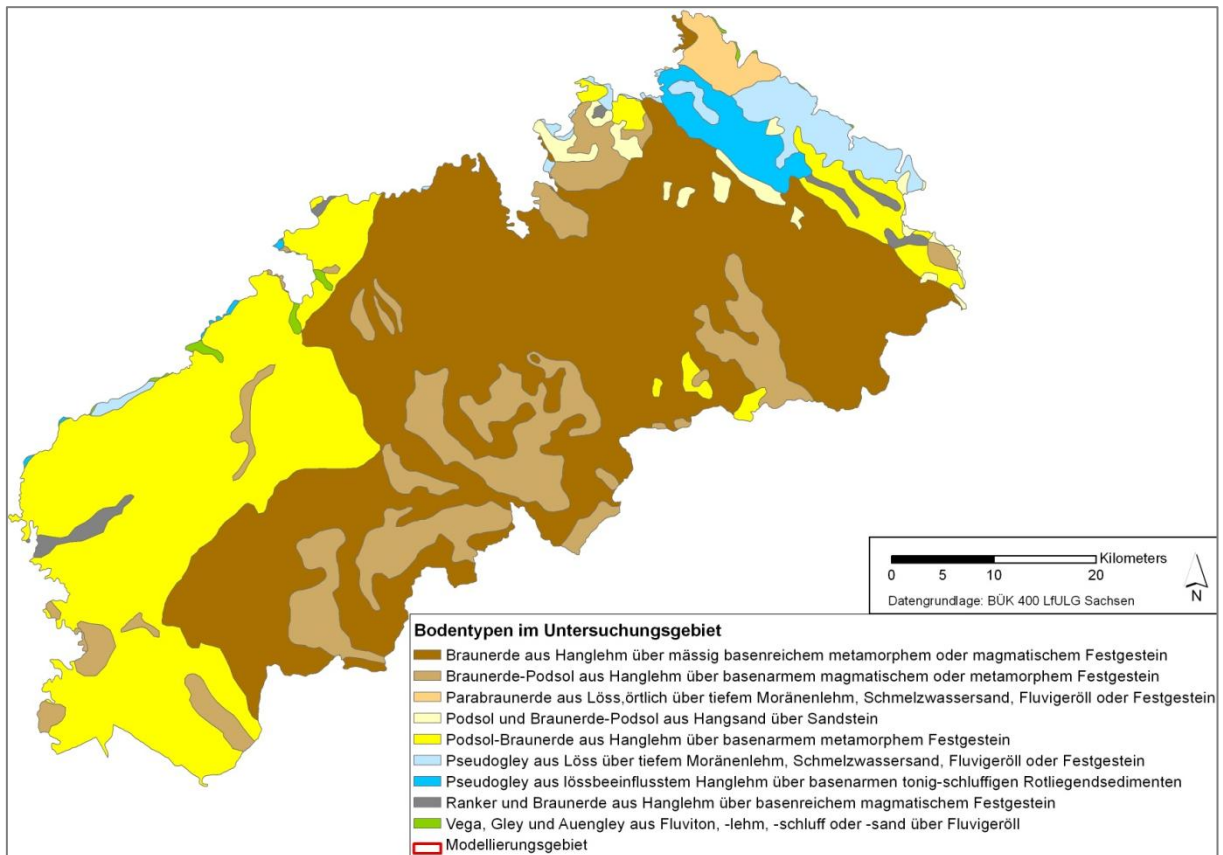 Kilometers
0 5 10 20
N
Datengrundlage: BÜK 400 LfULG Sachsen
Bodentypen im Untersuchungsgebiet
Braunerde aus Hanglehm über mässig basenreichem metamorphem oder magmatischem Festgestein
Braunerde-Podsol aus Hanglehm über basenarmem magmatischem oder metamorphem Festgestein
Parabraunerde aus Löss,örtlich über tiefem Moränenlehm, Schmelzwassersand, Fluvigeröll oder Festgestein
Podsol und Braunerde-Podsol aus Hangsand über Sandstein
Podsol-Braunerde aus Hanglehm über basenarmem metamorphem Festgestein
Pseudogley aus Löss über tiefem Moränenlehm, Schmelzwassersand, Fluvigeröll oder Festgestein
Pseudogley aus lössbeeinflusstem Hanglehm über basenarmen tonig-schluffigen Rotliegendsedimenten
Ranker und Braunerde aus Hanglehm über basenreichem magmatischem Festgestein
Vega, Gley und Auengley aus Fluviton, -lehm, -schluff oder -sand über Fluvigeröll
Modellierungsgebiet